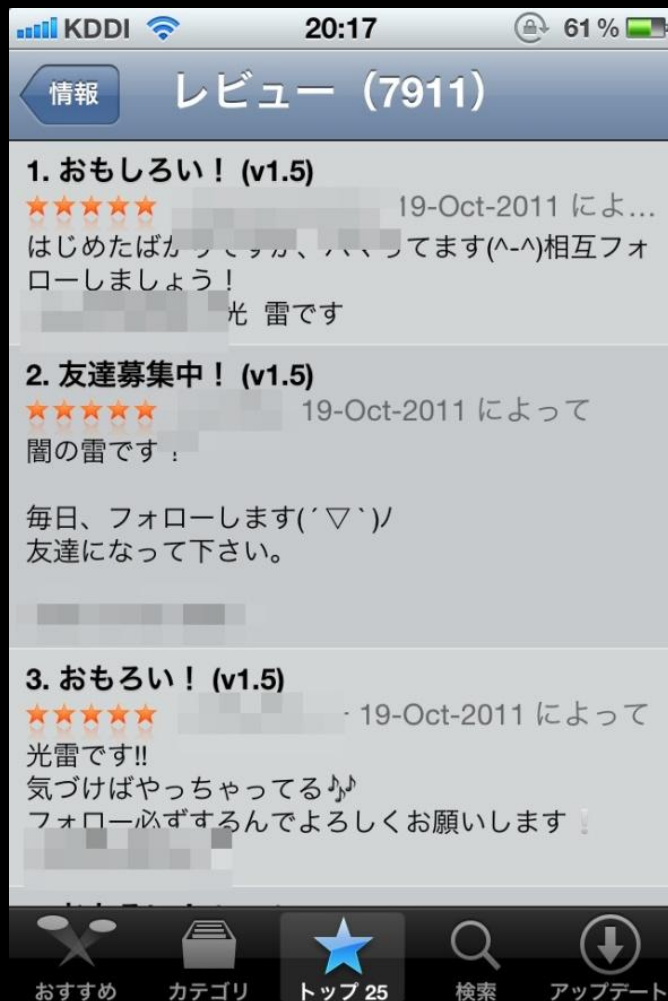 KDDI 20:17 61%
情報 レビュー（7911）
1. おもしろい！ (v1.5)
19-Oct-2011 によ...
はじめたば ってます(^-^)相互フォ
ローしましょう！
光 雷です
2. 友達募集中！ (v1.5)
19-Oct-2011 によって
闇の雷です
毎日、フォローします(´▽`)ﾉ
友達になって下さい。
3. おもろい！ (v1.5)
- 19-Oct-2011 によって
光雷です!!
気づけばやっちゃってる🎶
フォロー必ずするんでよろしくお願いします❕
おすすめ カテゴリ トップ 25 検索 アップデート